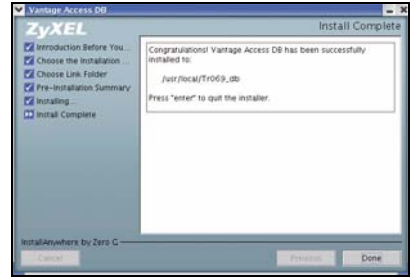 Vantage Access DB
ZyXEL
Install Complete
Introduction Before You...
Choose the Installation ...
Choose Link Folder
Pre-Installation Summary
Installing...
Install Complete
Congratulations! Vantage Access DB has been successfully
installed to:
/usr/local/Tr069_db
Press "enter" to quit the installer.
InstallAnywhere by Zero G
Cancel
Previous
Done